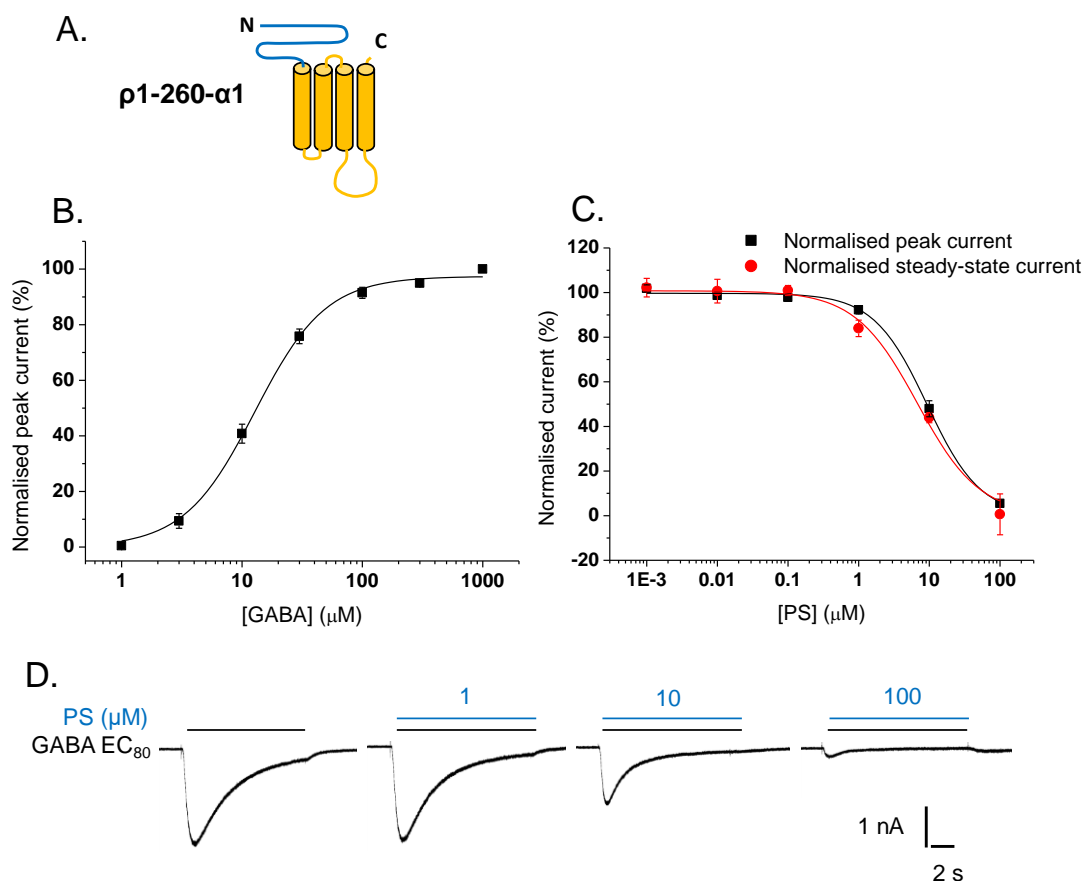 A.
N
C
ρ1-260-α1
B.
Normalised peak current (%)
100
80
60
40
20
0
1
10
100
1000
[GABA] (μM)
C.
Normalised peak current
Normalised steady-state current
Normalised current (%)
120
100
80
60
40
20
0
-20
1E-3
0.01
0.1
1
10
100
[PS] (μM)
D.
PS (μM)
1
10
100
GABA EC₈₀
1 nA
2 s